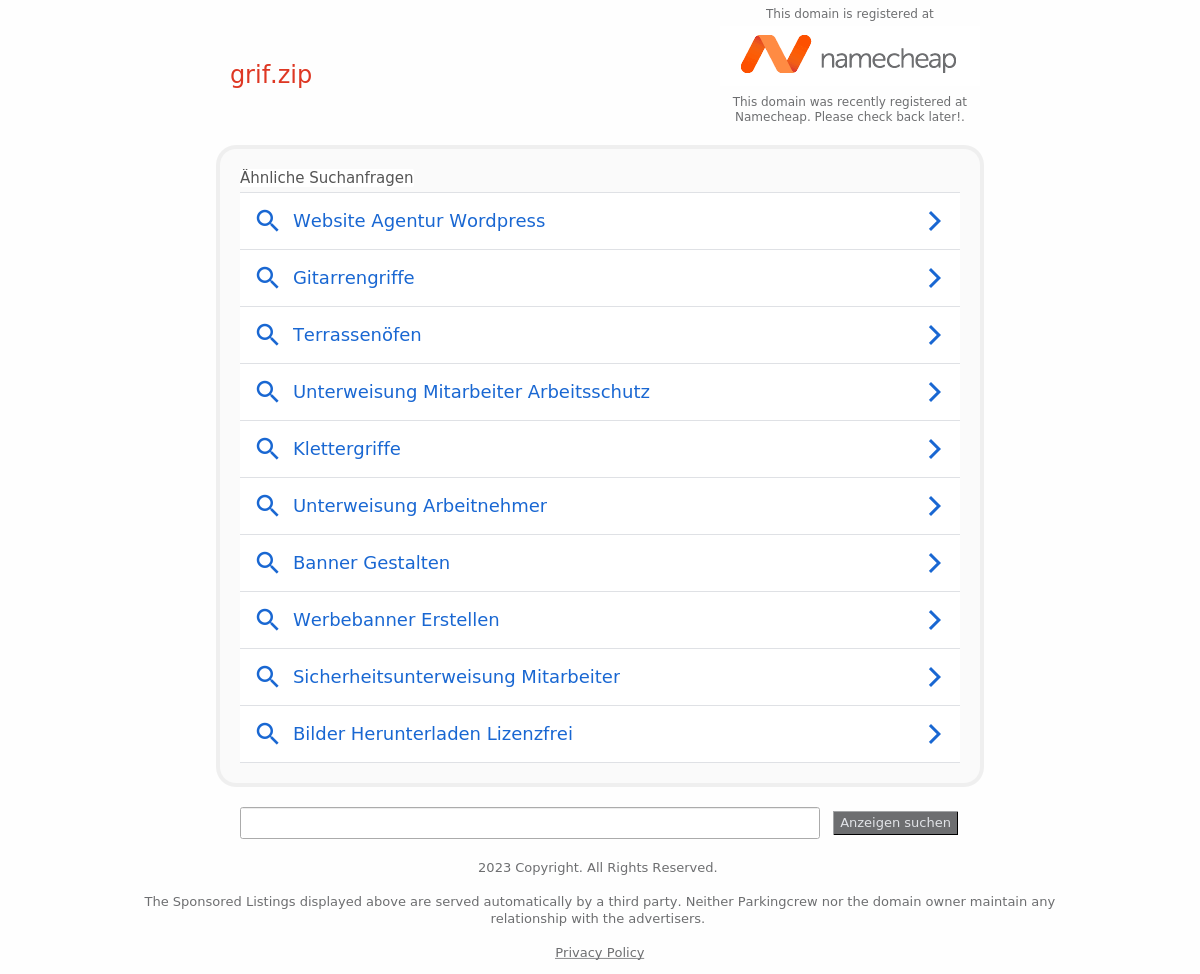 This domain is registered at
namecheap
grif.zip
This domain was recently registered at
Namecheap. Please check back later!.
Ähnliche Suchanfragen
Website Agentur Wordpress
Gitarrengriffe
Terrassenöfen
Unterweisung Mitarbeiter Arbeitsschutz
Klettergriffe
Unterweisung Arbeitnehmer
Banner Gestalten
Werbebanner Erstellen
Sicherheitsunterweisung Mitarbeiter
Bilder Herunterladen Lizenzfrei
Anzeigen suchen
2023 Copyright. All Rights Reserved.
The Sponsored Listings displayed above are served automatically by a third party. Neither Parkingcrew nor the domain owner maintain any
relationship with the advertisers.
Privacy Policy